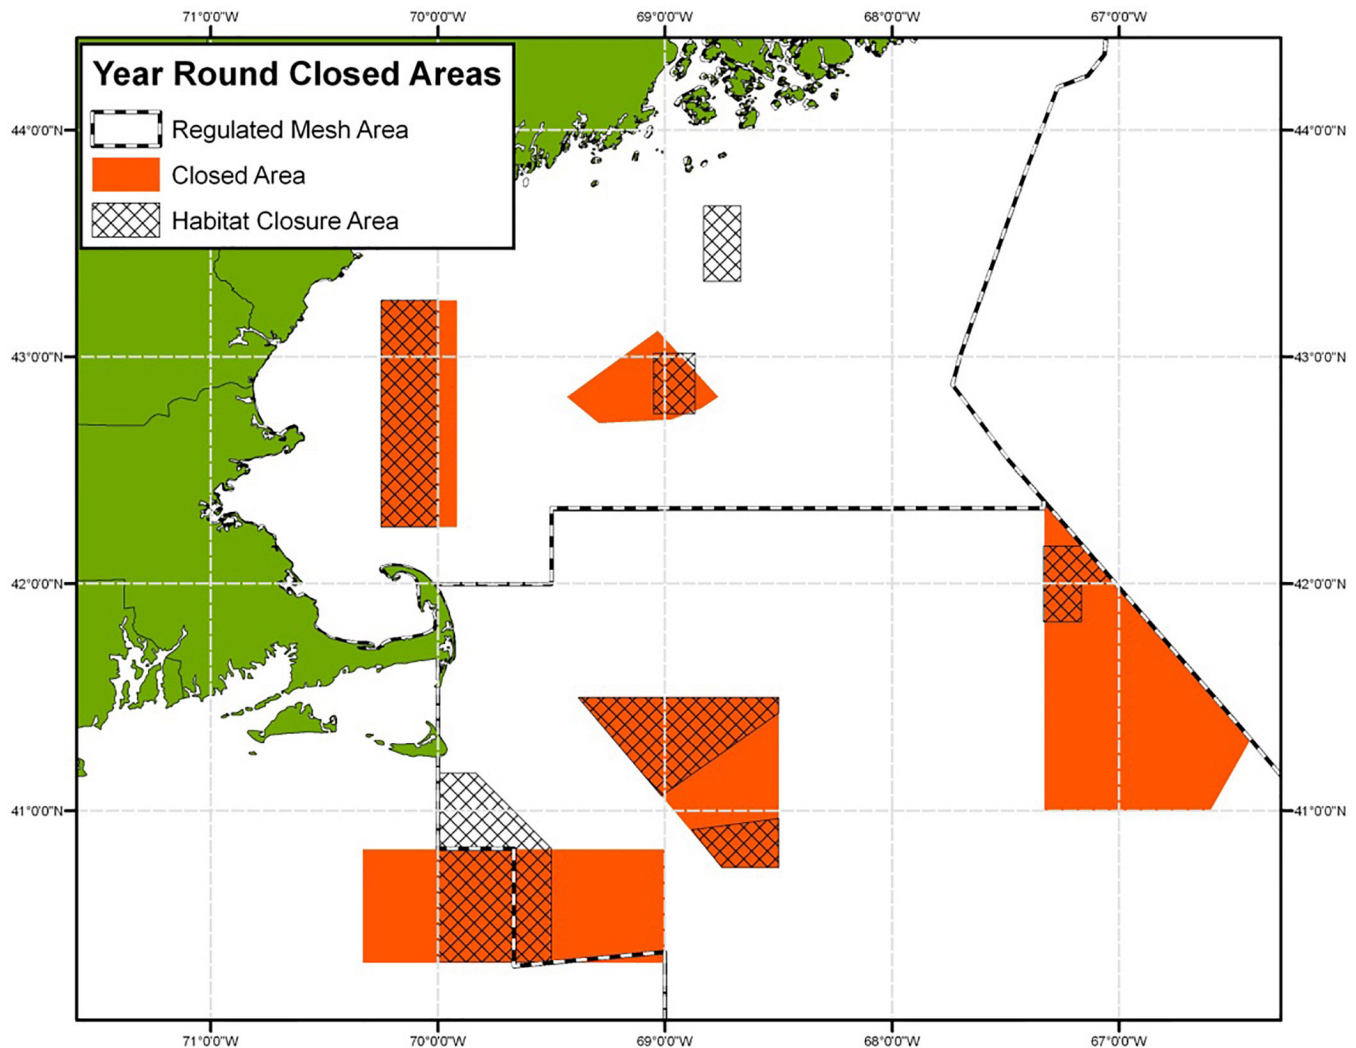 71°0'0"W 70°0'0"W 69°0'0"W 68°0'0"W 67°0'0"W
Year Round Closed Areas
Regulated Mesh Area
Closed Area
Habitat Closure Area
44°0'0"N 44°0'0"N
43°0'0"N 43°0'0"N
42°0'0"N 42°0'0"N
41°0'0"N 41°0'0"N
71°0'0"W 70°0'0"W 69°0'0"W 68°0'0"W 67°0'0"W